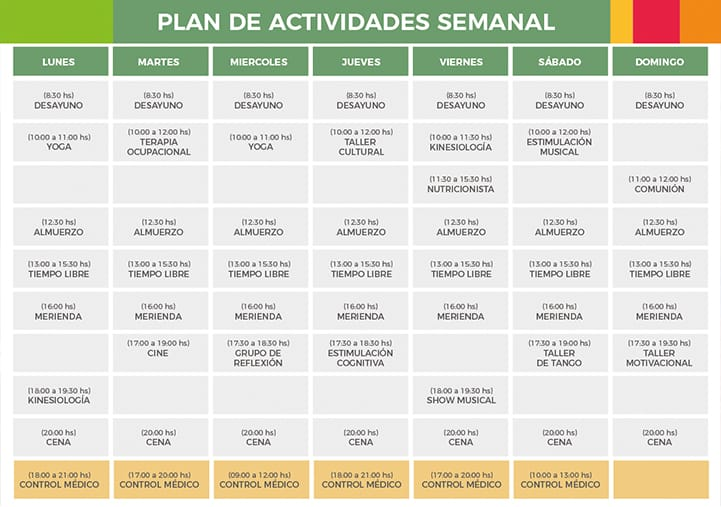 PLAN DE ACTIVIDADES SEMANAL
LUNES MARTES MIERCOLES JUEVES VIERNES SÁBADO DOMINGO
(8:30 hs) (8:30 hs) (8:30 hs) (8:30 hs) (8:30 hs) (8:30 hs) (8:30 hs)
DESAYUNO DESAYUNO DESAYUNO DESAYUNO DESAYUNO DESAYUNO DESAYUNO
(10:00 a 11:00 hs) (10:00 a 12:00 hs) (10:00 a 11:00 hs) (10:00 a 12:00 hs) (10:00 a 11:30 hs) (10:00 a 12:00 hs)
YOGA TERAPIA YOGA TALLER KINESIOLOGÍA ESTIMULACIÓN
OCUPACIONAL CULTURAL MUSICAL
(11:30 a 15:30 hs) (11:00 a 12:00 hs)
NUTRICIONISTA COMUNIÓN
(12:30 hs) (12:30 hs) (12:30 hs) (12:30 hs) (12:30 hs) (12:30 hs) (12:30 hs)
ALMUERZO ALMUERZO ALMUERZO ALMUERZO ALMUERZO ALMUERZO ALMUERZO
(13:00 a 15:30 hs) (13:00 a 15:30 hs) (13:00 a 15:30 hs) (13:00 a 15:30 hs) (13:00 a 15:30 hs) (13:00 a 15:30 hs) (13:00 a 15:30 hs)
TIEMPO LIBRE TIEMPO LIBRE TIEMPO LIBRE TIEMPO LIBRE TIEMPO LIBRE TIEMPO LIBRE TIEMPO LIBRE
(16:00 hs) (16:00 hs) (16:00 hs) (16:00 hs) (16:00 hs) (16:00 hs) (16:00 hs)
MERIENDA MERIENDA MERIENDA MERIENDA MERIENDA MERIENDA MERIENDA
(17:00 a 19:00 hs) (17:30 a 18:30 hs) (17:30 a 18:30 hs) (17:30 a 19:00 hs) (17:30 a 19:30 hs)
CINE GRUPO DE ESTIMULACIÓN TALLER TALLER
REFLEXIÓN COGNITIVA DE TANGO MOTIVACIONAL
(18:00 a 19:30 hs) (18:00 a 19:30 hs)
KINESIOLOGÍA SHOW MUSICAL
(20:00 hs) (20:00 hs) (20:00 hs) (20:00 hs) (20:00 hs) (20:00 hs) (20:00 hs)
CENA CENA CENA CENA CENA CENA CENA
(18:00 a 21:00 hs) (17:00 a 20:00 hs) (09:00 a 12:00 hs) (18:00 a 21:00 hs) (17:00 a 20:00 hs) (10:00 a 13:00 hs)
CONTROL MÉDICO CONTROL MÉDICO CONTROL MÉDICO CONTROL MÉDICO CONTROL MÉDICO CONTROL MÉDICO